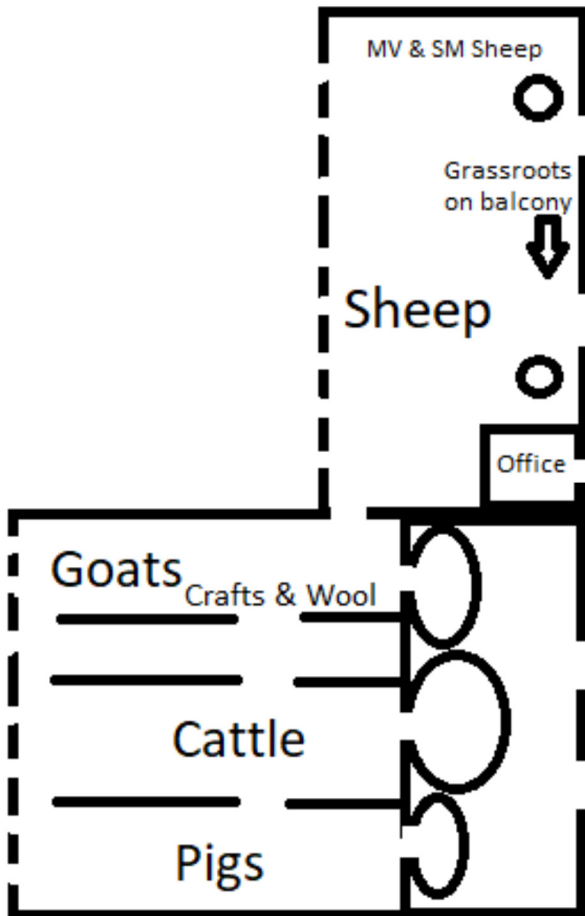 MV & SM Sheep
Grassroots
on balcony
Sheep
Office
Goats
Crafts & Wool
Cattle
Pigs